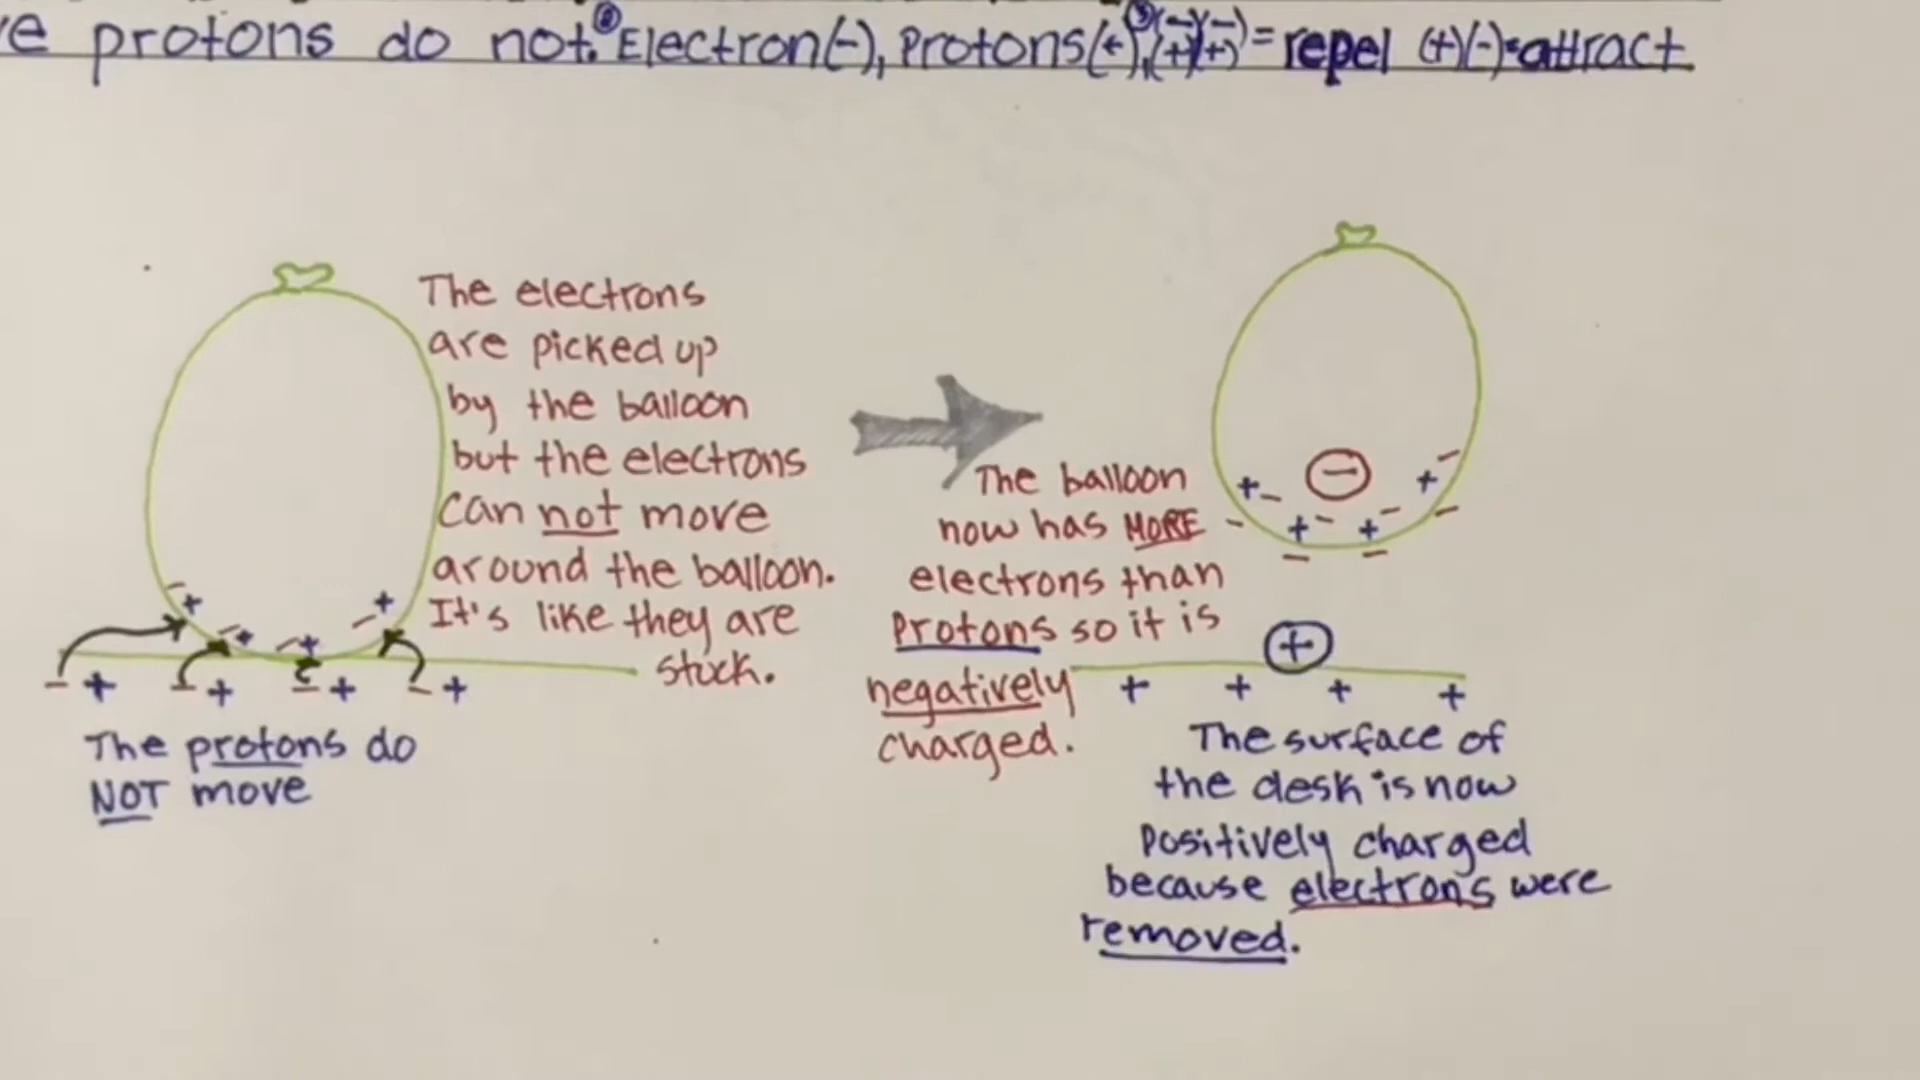 ve protons do not. ② Electron(-), Protons(+), ③ (-)(-) (+)(+) = repel (+)(-)=attract
The electrons
are picked up
by the balloon
but the electrons
can not move
around the balloon.
It's like they are
stuck.
- + - + - + - +
- + - + - + - +
The protons do
NOT move
The balloon
now has MORE
electrons than
protons so it is
negatively
charged.
+ - - + -
- + - + - -
- -
+
+ + + +
The surface of
the desk is now
positively charged
because electrons were
removed.